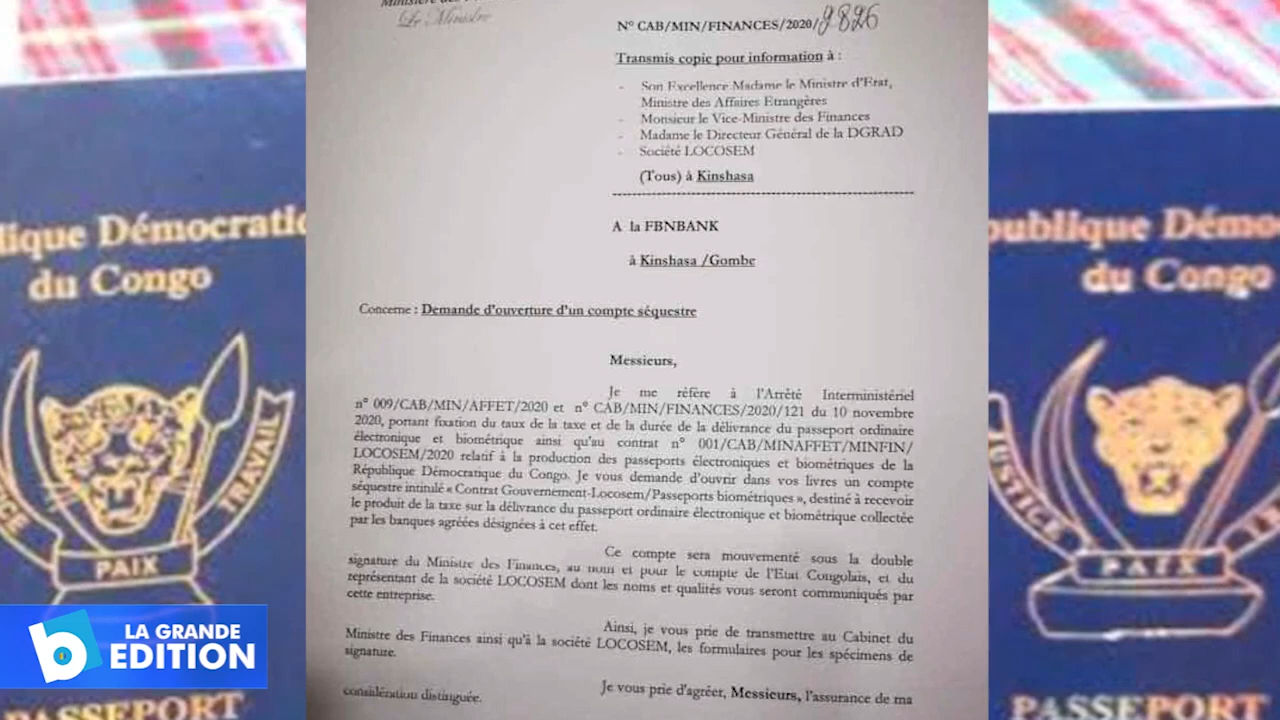 Ministère des
Le Ministre
N° CAB/MIN/FINANCES/2020/9826
Transmis copie pour information à :
- Son Excellence Madame le Ministre d'Etat,
Ministre des Affaires Etrangères
- Monsieur le Vice-Ministre des Finances
- Madame le Directeur Général de la DGRAD
- Société LOCOSEM
(Tous) à Kinshasa
A la FBNBANK
à Kinshasa /Gombe
Concerne : Demande d'ouverture d'un compte séquestre
Messieurs,
Je me réfère à l'Arrêté Interministériel
n° 009/CAB/MIN/AFFET/2020 et n° CAB/MIN/FINANCES/2020/121 du 10 novembre
2020, portant fixation du taux de la taxe et de la durée de la délivrance du passeport ordinaire
électronique et biométrique ainsi qu'au contrat n° 001/CAB/MINAFFET/MINFIN/
LOCOSEM/2020 relatif à la production des passeports électroniques et biométriques de la
République Démocratique du Congo. Je vous demande d'ouvrir dans vos livres un compte
séquestre intitulé « Contrat Gouvernement-Locosem/Passeports biométriques », destiné à recevoir
le produit de la taxe sur la délivrance du passeport ordinaire électronique et biométrique collectée
par les banques agréées désignées à cet effet.
Ce compte sera mouvementé sous la double
signature du Ministre des Finances, au nom et pour le compte de l'Etat Congolais, et du
représentant de la société LOCOSEM dont les noms et qualités vous seront communiqués par
cette entreprise.
Ainsi, je vous prie de transmettre au Cabinet du
Ministre des Finances ainsi qu'à la société LOCOSEM, les formulaires pour les spécimens de
signature.
Je vous prie d'agréer, Messieurs, l'assurance de ma
considération distinguée.
lique Démocratiq
du Congo
TRAVAIL
PAIX
PASSEPORT
publique Démo
du Congo
JUSTICE
PAIX
PASSEPORT
b LA GRANDE
EDITION